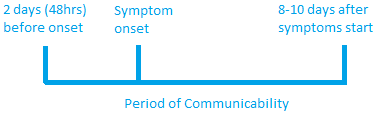 2 days (48hrs)
before onset
Symptom
onset
8-10 days after
symptoms start
Period of Communicability